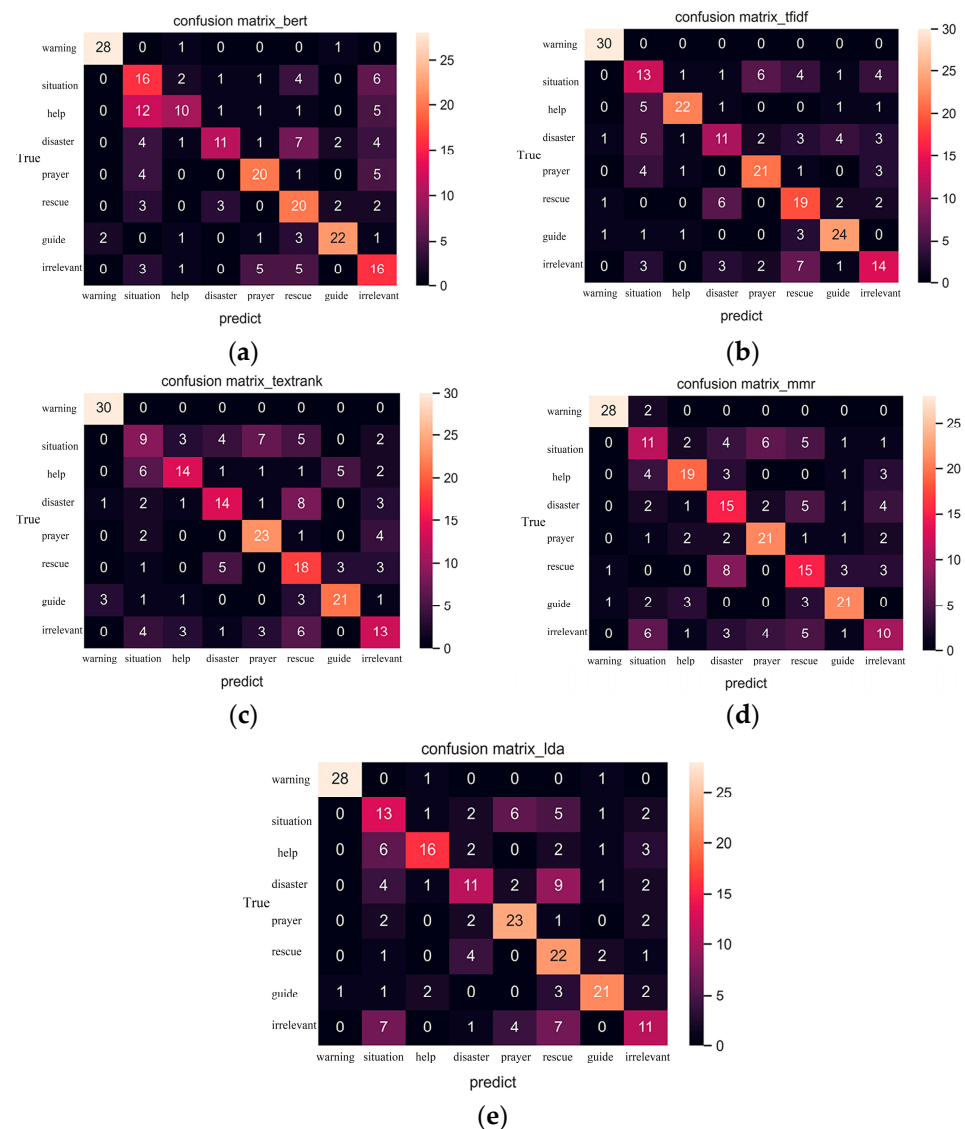 confusion matrix_bert
warning 28 0 1 0 0 0 1 0
situation 0 16 2 1 1 4 0 6
help 0 12 10 1 1 1 0 5
disaster 0 4 1 11 1 7 2 4
True
prayer 0 4 0 0 20 1 0 5
rescue 0 3 0 3 0 20 2 2
guide 2 0 1 0 1 3 22 1
irrelevant 0 3 1 0 5 5 0 16
warning situation help disaster prayer rescue guide irrelevant
predict
25
20
15
10
5
0
(a)
confusion matrix_tfidf
warning 30 0 0 0 0 0 0 0
situation 0 13 1 1 6 4 1 4
help 0 5 22 1 0 0 1 1
disaster 1 5 1 11 2 3 4 3
True
prayer 0 4 1 0 21 1 0 3
rescue 1 0 0 6 0 19 2 2
guide 1 1 1 0 0 3 24 0
irrelevant 0 3 0 3 2 7 1 14
warning situation help disaster prayer rescue guide irrelevant
predict
30
25
20
15
10
5
0
(b)
confusion matrix_textrank
warning 30 0 0 0 0 0 0 0
situation 0 9 3 4 7 5 0 2
help 0 6 14 1 1 1 5 2
disaster 1 2 1 14 1 8 0 3
True
prayer 0 2 0 0 23 1 0 4
rescue 0 1 0 5 0 18 3 3
guide 3 1 1 0 0 3 21 1
irrelevant 0 4 3 1 3 6 0 13
warning situation help disaster prayer rescue guide irrelevant
predict
30
25
20
15
10
5
0
(c)
confusion matrix_mmr
warning 28 2 0 0 0 0 0 0
situation 0 11 2 4 6 5 1 1
help 0 4 19 3 0 0 1 3
disaster 0 2 1 15 2 5 1 4
True
prayer 0 1 2 2 21 1 1 2
rescue 1 0 0 8 0 15 3 3
guide 1 2 3 0 0 3 21 0
irrelevant 0 6 1 3 4 5 1 10
warning situation help disaster prayer rescue guide irrelevant
predict
25
20
15
10
5
0
(d)
confusion matrix_lda
warning 28 0 1 0 0 0 1 0
situation 0 13 1 2 6 5 1 2
help 0 6 16 2 0 2 1 3
disaster 0 4 1 11 2 9 1 2
True
prayer 0 2 0 2 23 1 0 2
rescue 0 1 0 4 0 22 2 1
guide 1 1 2 0 0 3 21 2
irrelevant 0 7 0 1 4 7 0 11
warning situation help disaster prayer rescue guide irrelevant
predict
25
20
15
10
5
0
(e)